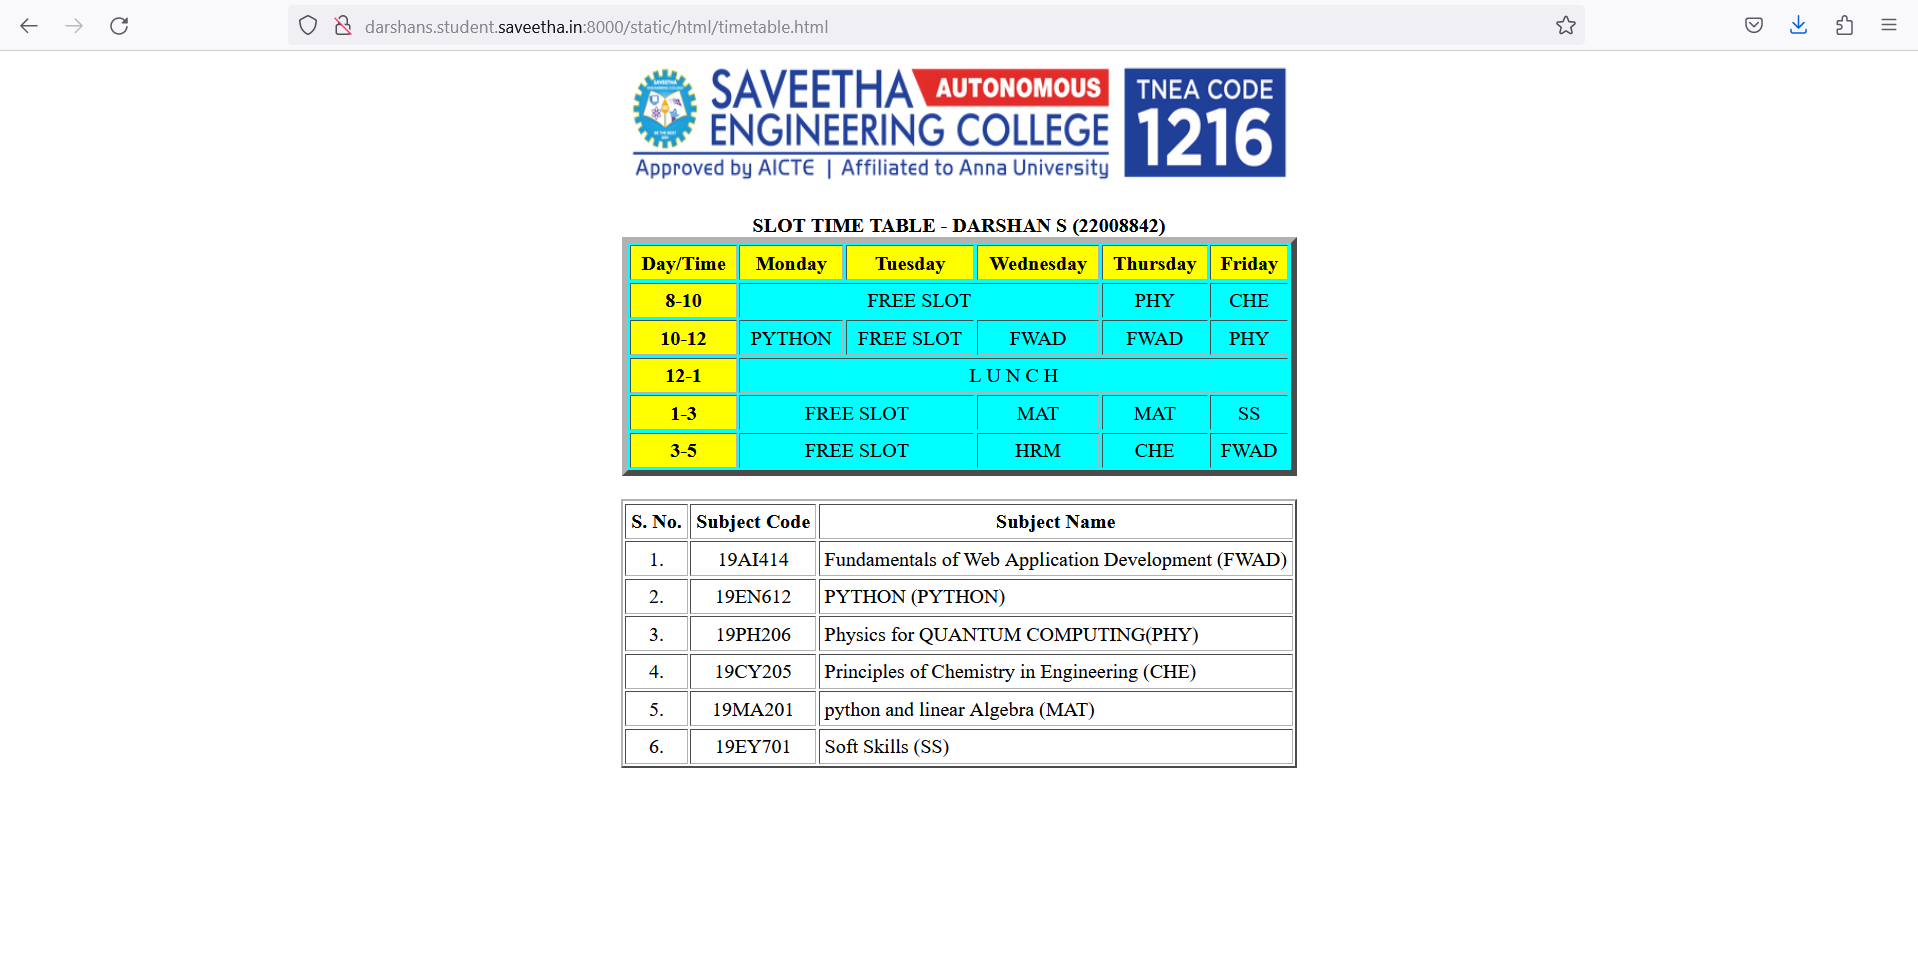 darshans.student.saveetha.in:8000/static/html/timetable.html
SAVEETHA AUTONOMOUS
ENGINEERING COLLEGE
Approved by AICTE | Affiliated to Anna University
TNEA CODE
1216
SLOT TIME TABLE - DARSHAN S (22008842)
Day/Time Monday Tuesday Wednesday Thursday Friday
8-10 FREE SLOT PHY CHE
10-12 PYTHON FREE SLOT FWAD FWAD PHY
12-1 L U N C H
1-3 FREE SLOT MAT MAT SS
3-5 FREE SLOT HRM CHE FWAD
S. No. Subject Code Subject Name
1. 19AI414 Fundamentals of Web Application Development (FWAD)
2. 19EN612 PYTHON (PYTHON)
3. 19PH206 Physics for QUANTUM COMPUTING(PHY)
4. 19CY205 Principles of Chemistry in Engineering (CHE)
5. 19MA201 python and linear Algebra (MAT)
6. 19EY701 Soft Skills (SS)